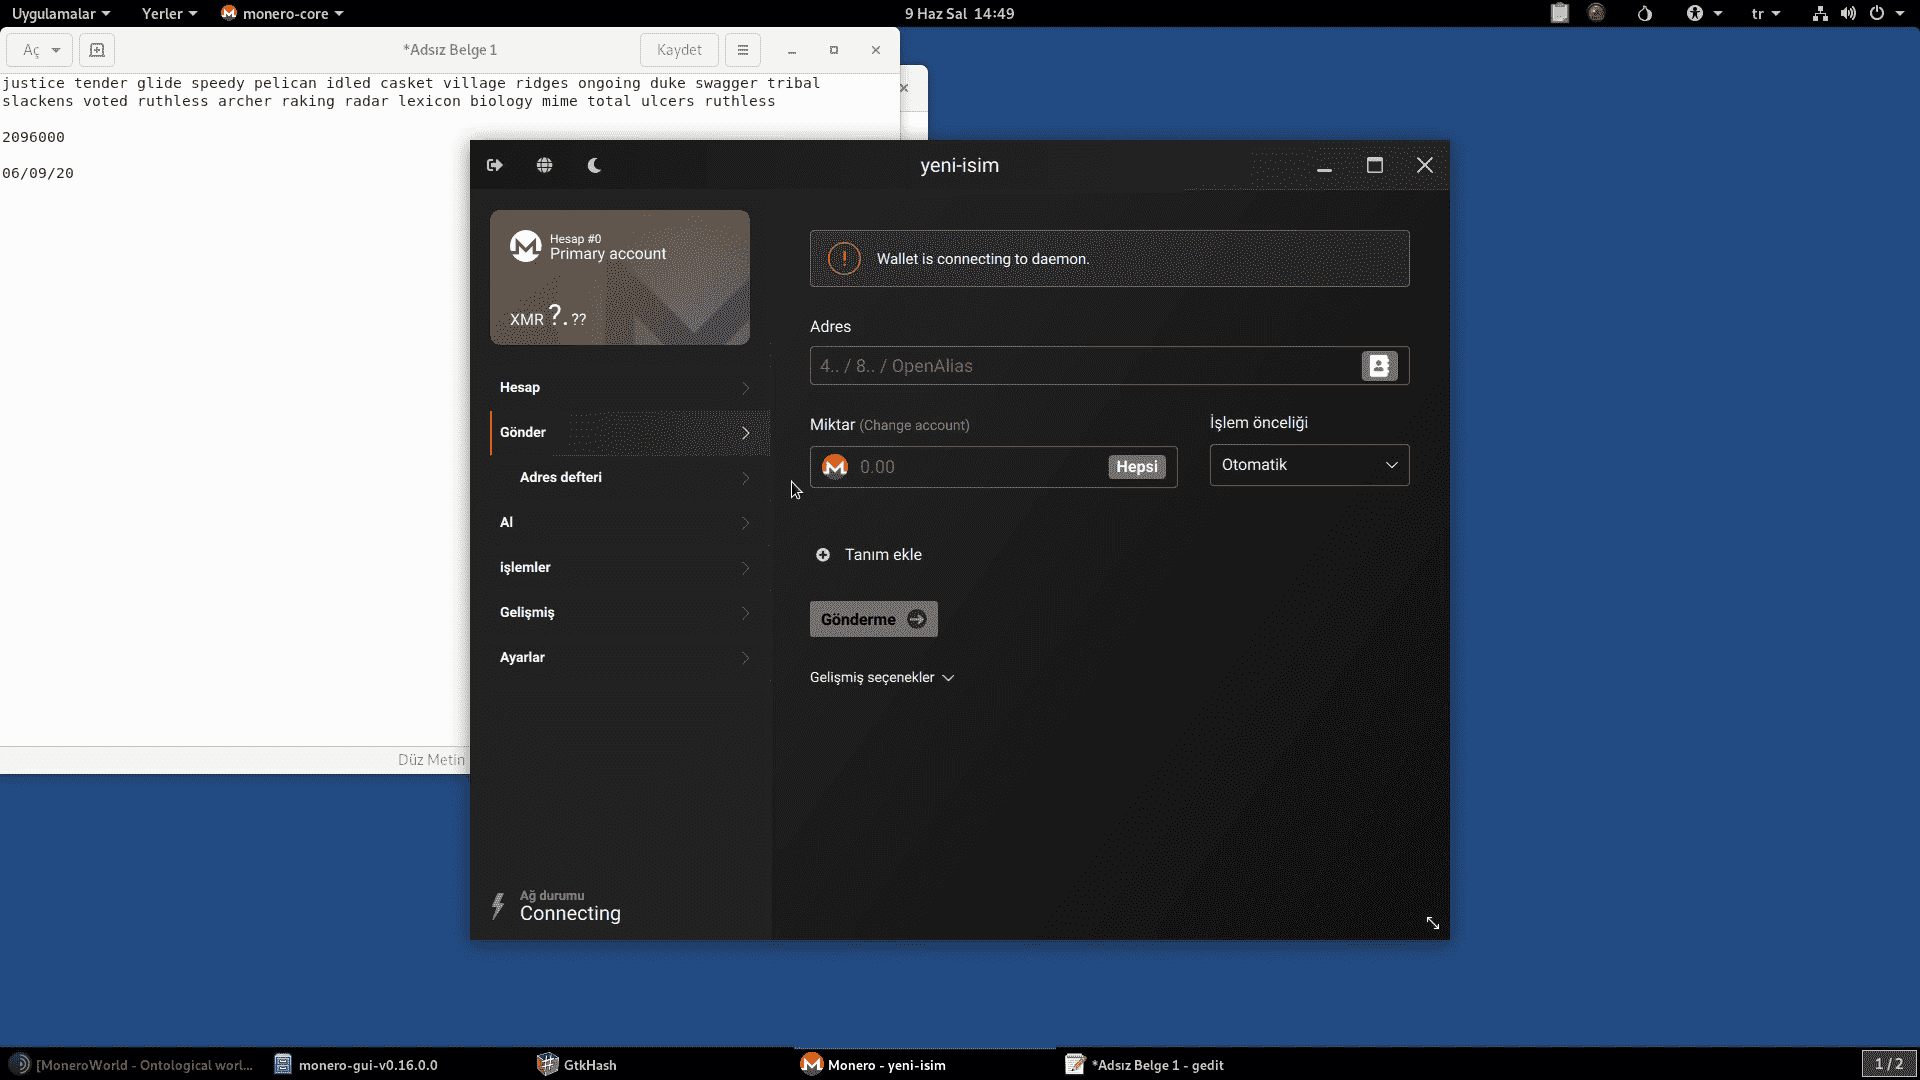 Uygulamalar
Yerler
monero-core
9 Haz Sal 14:49
tr
Aç
*Adsız Belge 1
Kaydet
justice tender glide speedy pelican idled casket village ridges ongoing duke swagger tribal
slackens voted ruthless archer raking radar lexicon biology mime total ulcers ruthless
2096000
06/09/20
Düz Metin
yeni-isim
Hesap #0
Primary account
XMR ?.??
Hesap
Gönder
Adres defteri
Al
işlemler
Gelişmiş
Ayarlar
Ağ durumu
Connecting
Wallet is connecting to daemon.
Adres
4.. / 8.. / OpenAlias
Miktar (Change account)
İşlem önceliği
0.00
Hepsi
Otomatik
Tanım ekle
Gönderme
Gelişmiş seçenekler
[MoneroWorld - Ontological worl...
monero-gui-v0.16.0.0
GtkHash
Monero - yeni-isim
*Adsız Belge 1 - gedit
1 / 2